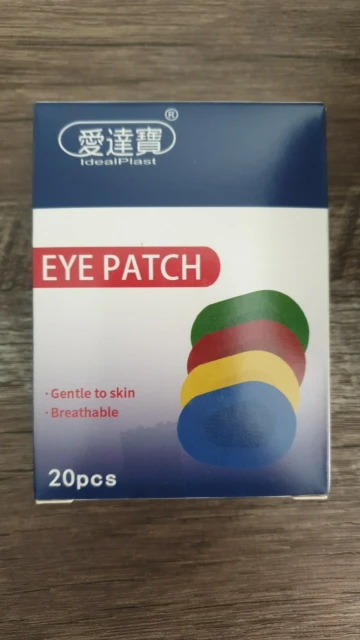 愛達寶®
IdealPlast
EYE PATCH
·Gentle to skin
·Breathable
20pcs